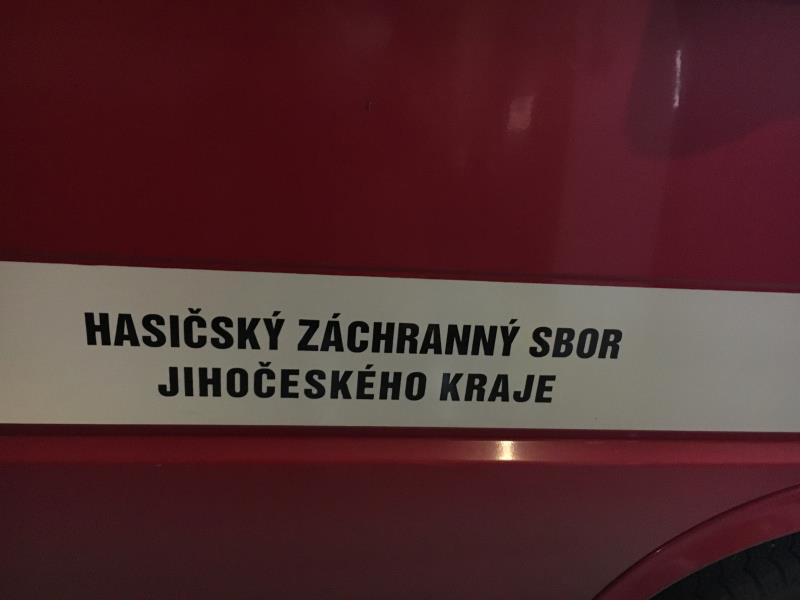 HASIČSKÝ ZÁCHRANNÝ SBOR
JIHOČESKÉHO KRAJE